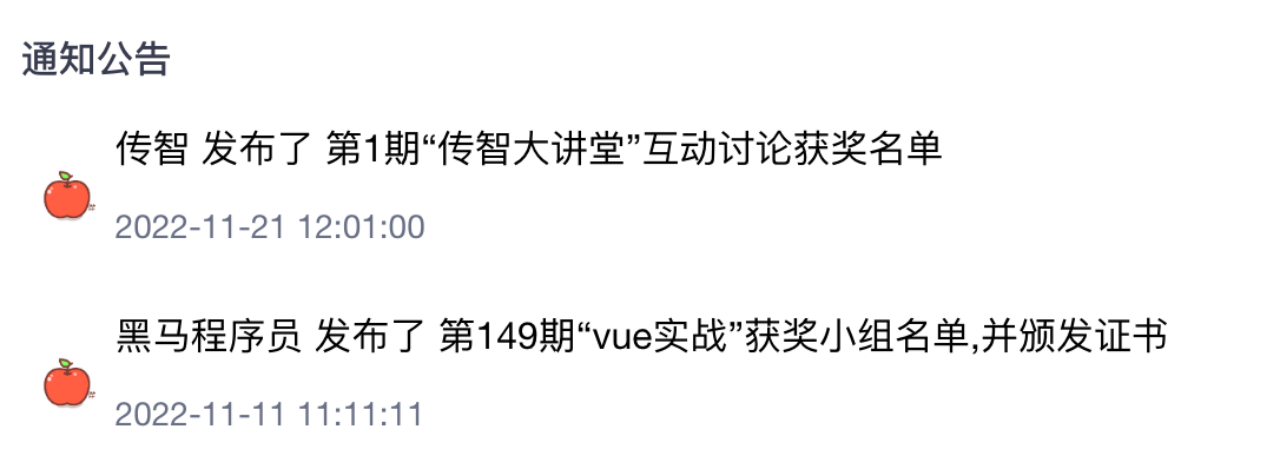 通知公告
传智 发布了 第1期“传智大讲堂”互动讨论获奖名单
2022-11-21 12:01:00
黑马程序员 发布了 第149期“vue实战”获奖小组名单,并颁发证书
2022-11-11 11:11:11